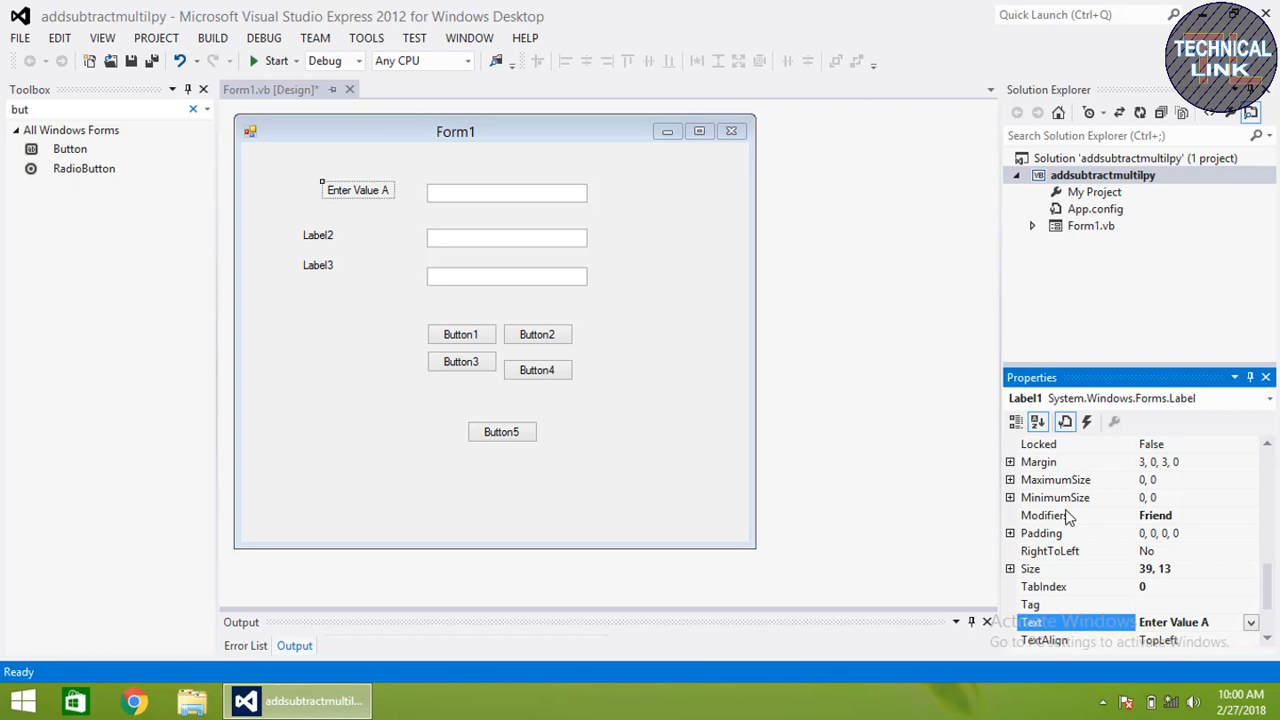 addsubtractmultilpy - Microsoft Visual Studio Express 2012 for Windows Desktop
Quick Launch (Ctrl+Q)
TECHNICAL
LINK
FILE EDIT VIEW PROJECT BUILD DEBUG TEAM TOOLS TEST WINDOW HELP
Start Debug Any CPU
Toolbox
Form1.vb [Design]*
Solution Explorer
but
Search Solution Explorer (Ctrl+;)
All Windows Forms
Button
RadioButton
Form1
Enter Value A
Label2
Label3
Button1 Button2
Button3
Button4
Button5
Solution 'addsubtractmultilpy' (1 project)
addsubtractmultilpy
My Project
App.config
Form1.vb
Properties
Label1 System.Windows.Forms.Label
Locked False
Margin 3, 0, 3, 0
MaximumSize 0, 0
MinimumSize 0, 0
Modifiers Friend
Padding 0, 0, 0, 0
RightToLeft No
Size 39, 13
TabIndex 0
Tag
Text Enter Value A
TextAlign TopLeft
Activate Windows
Go to PC settings to activate Windows.
Output
Error List Output
Ready
addsubtractmultil...
10:00 AM
2/27/2018